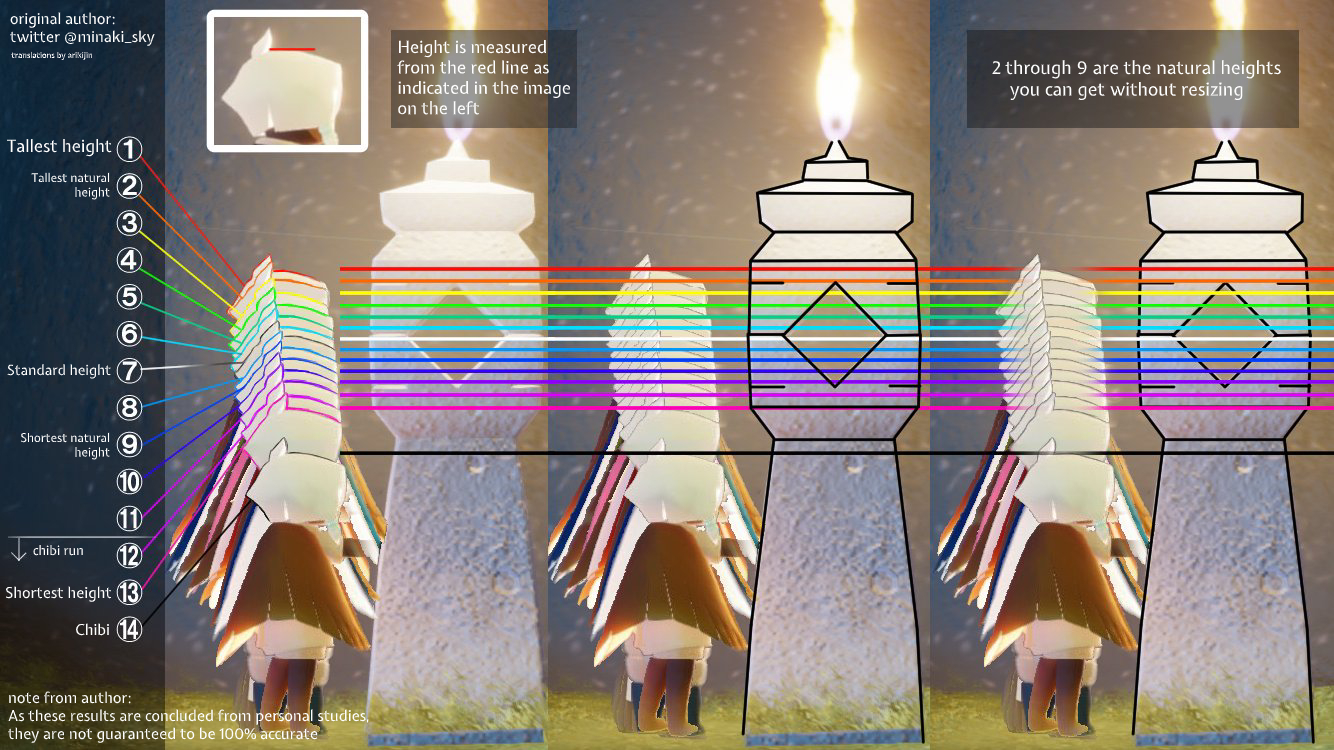 original author:
twitter @minaki_sky
translations by arixijin
Height is measured
from the red line as
indicated in the image
on the left
2 through 9 are the natural heights
you can get without resizing
Tallest height 1
Tallest natural
height 2
3
4
5
6
Standard height 7
8
Shortest natural
height 9
10
11
chibi run
12
Shortest height 13
Chibi 14
note from author:
As these results are concluded from personal studies,
they are not guaranteed to be 100% accurate